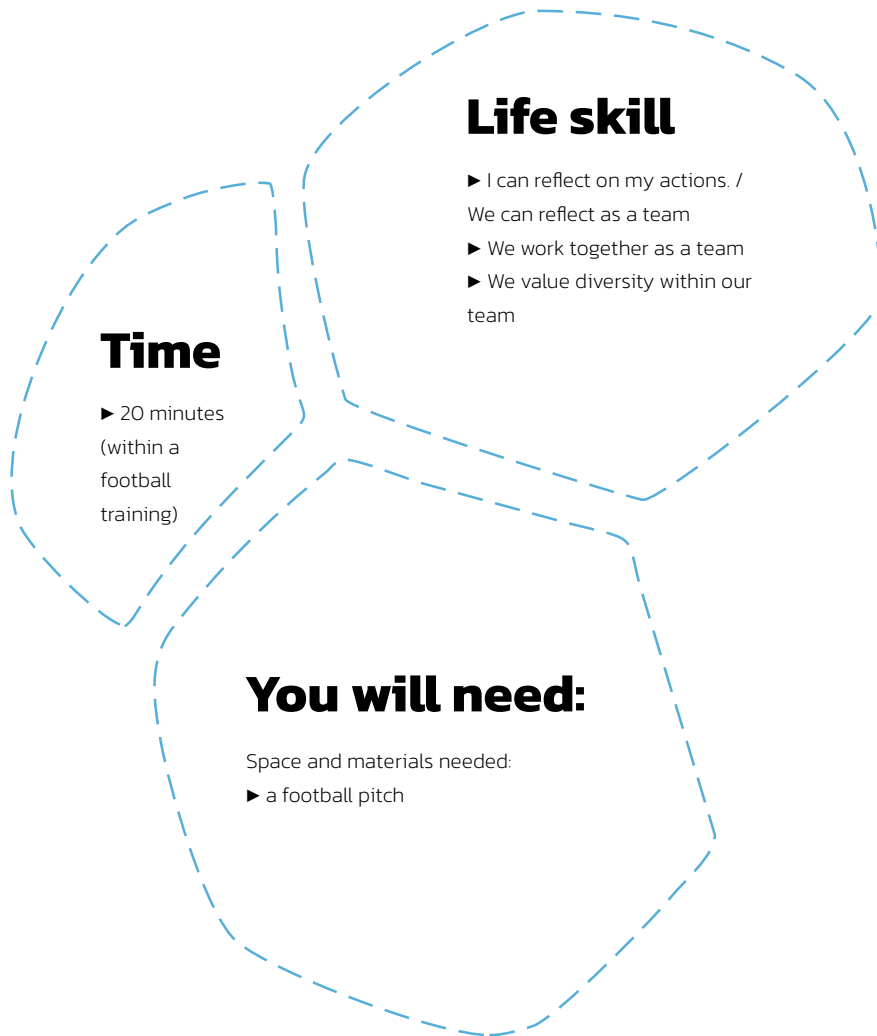 Life skill
► I can reflect on my actions. /
We can reflect as a team
► We work together as a team
► We value diversity within our
team
Time
► 20 minutes
(within a
football
training)
You will need:
Space and materials needed:
► a football pitch